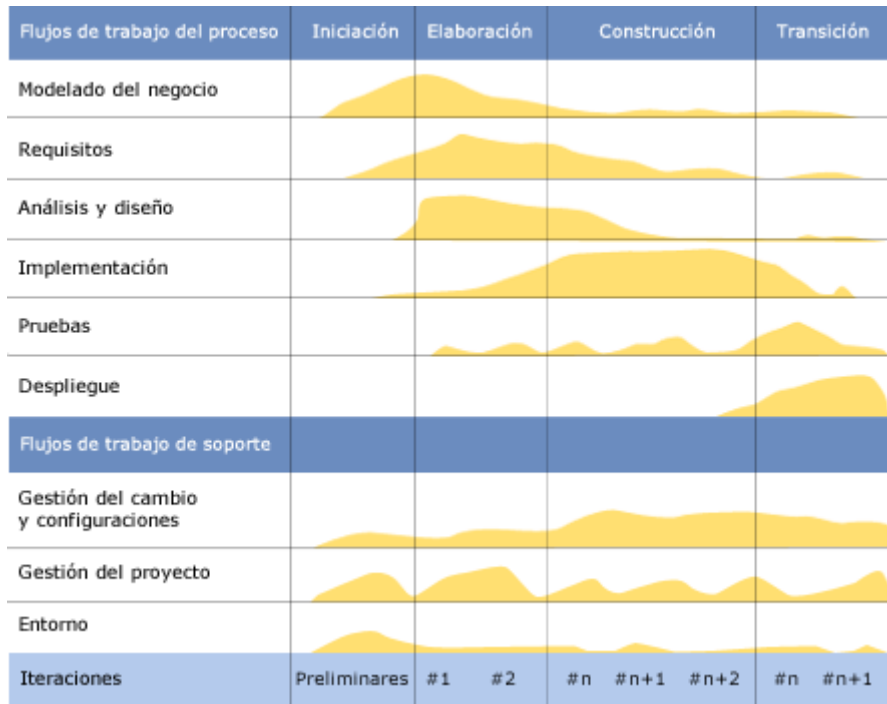 Flujos de trabajo del proceso Iniciación Elaboración Construcción Transición
Modelado del negocio
Requisitos
Análisis y diseño
Implementación
Pruebas
Despliegue
Flujos de trabajo de soporte
Gestión del cambio
y configuraciones
Gestión del proyecto
Entorno
Iteraciones Preliminares #1 #2 #n #n+1 #n+2 #n #n+1